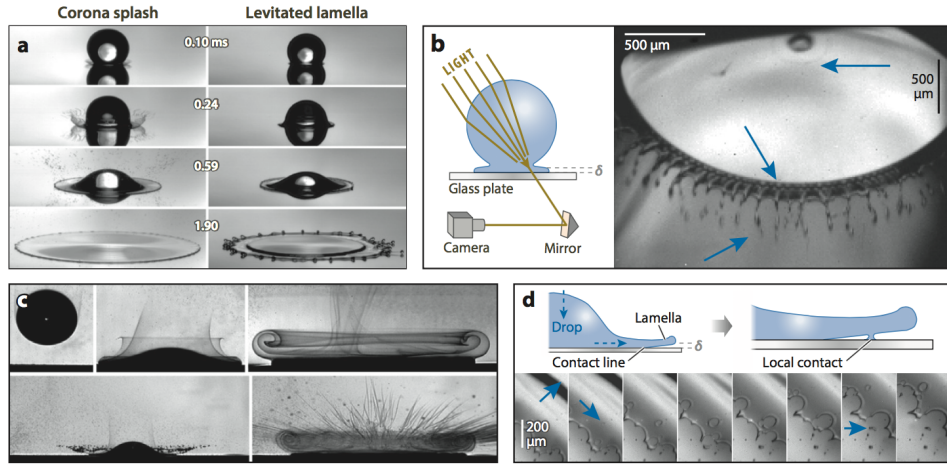 Corona splash
Levitated lamella
a
0.10 ms
0.24
0.59
1.90
b
LIGHT
δ
Glass plate
Camera
Mirror
500 µm
500
µm
c
d
Drop
Lamella
δ
Contact line
Local contact
200
µm